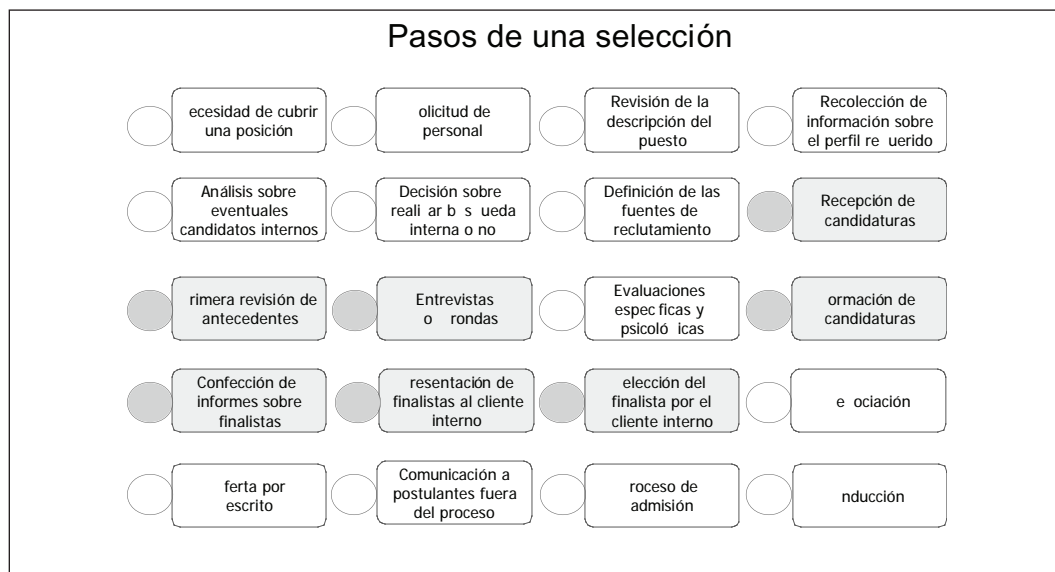 Pasos de una selección
ecesidad de cubrir
una posición
olicitud de
personal
Revisión de la
descripción del
puesto
Recolección de
información sobre
el perfil re uerido
Análisis sobre
eventuales
candidatos internos
Decisión sobre
reali ar b s ueda
interna o no
Definición de las
fuentes de
reclutamiento
Recepción de
candidaturas
rimera revisión de
antecedentes
Entrevistas
o rondas
Evaluaciones
espec ficas y
psicoló icas
ormación de
candidaturas
Confección de
informes sobre
finalistas
resentación de
finalistas al cliente
interno
elección del
finalista por el
cliente interno
e ociación
ferta por
escrito
Comunicación a
postulantes fuera
del proceso
roceso de
admisión
nducción